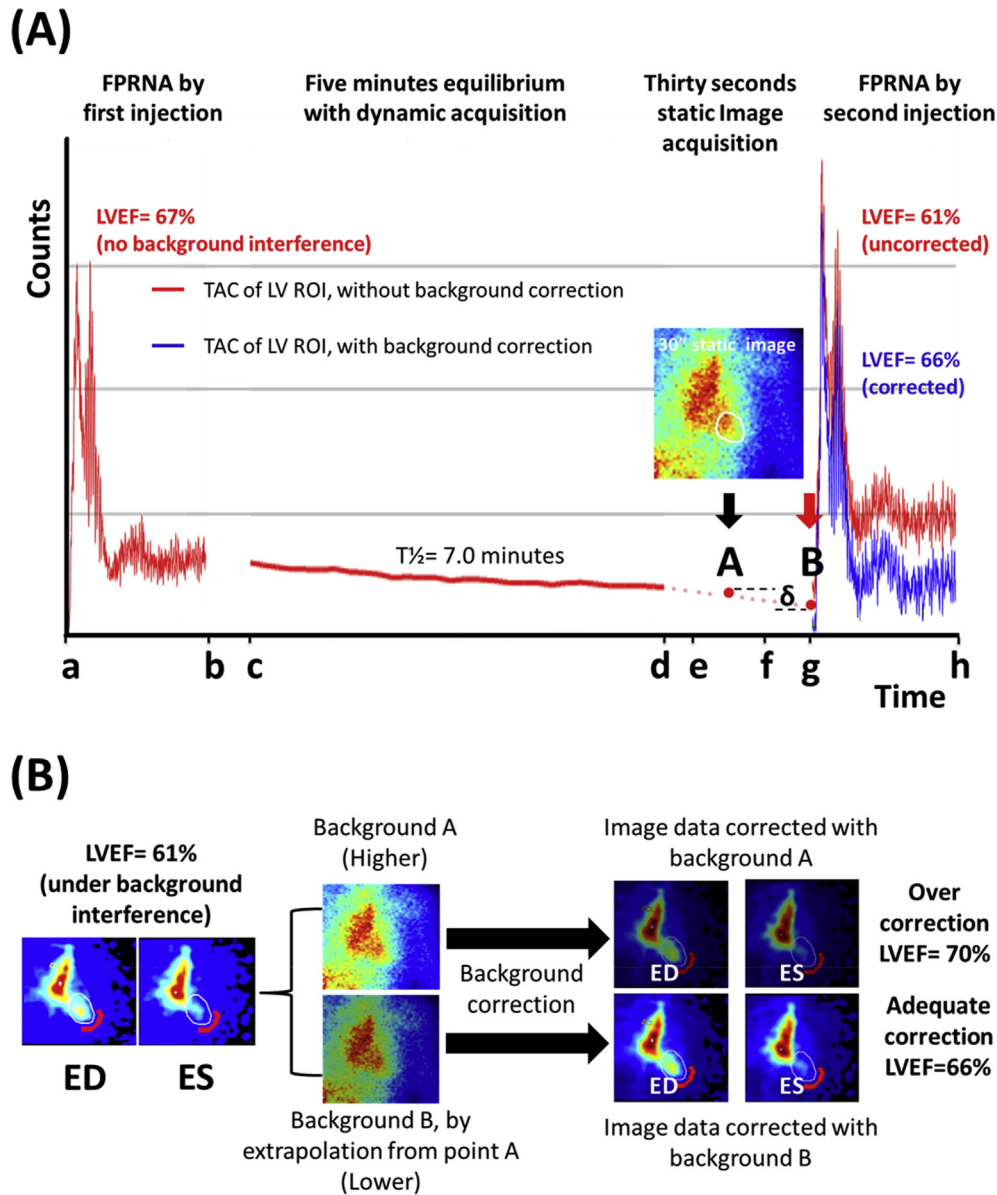 (A)
FPRNA by
first injection
Five minutes equilibrium
with dynamic acquisition
Thirty seconds
static Image
acquisition
FPRNA by
second injection
Counts
LVEF= 67%
(no background interference)
LVEF= 61%
(uncorrected)
TAC of LV ROI, without background correction
TAC of LV ROI, with background correction
30" static image
LVEF= 66%
(corrected)
T½= 7.0 minutes
A
B
δ
a
b
c
d
e
f
g
h
Time
(B)
LVEF= 61%
(under background
interference)
ED
ES
Background A
(Higher)
Background B, by
extrapolation from point A
(Lower)
Background
correction
Image data corrected with
background A
ED
ES
Over
correction
LVEF= 70%
ED
ES
Adequate
correction
LVEF=66%
Image data corrected with
background B